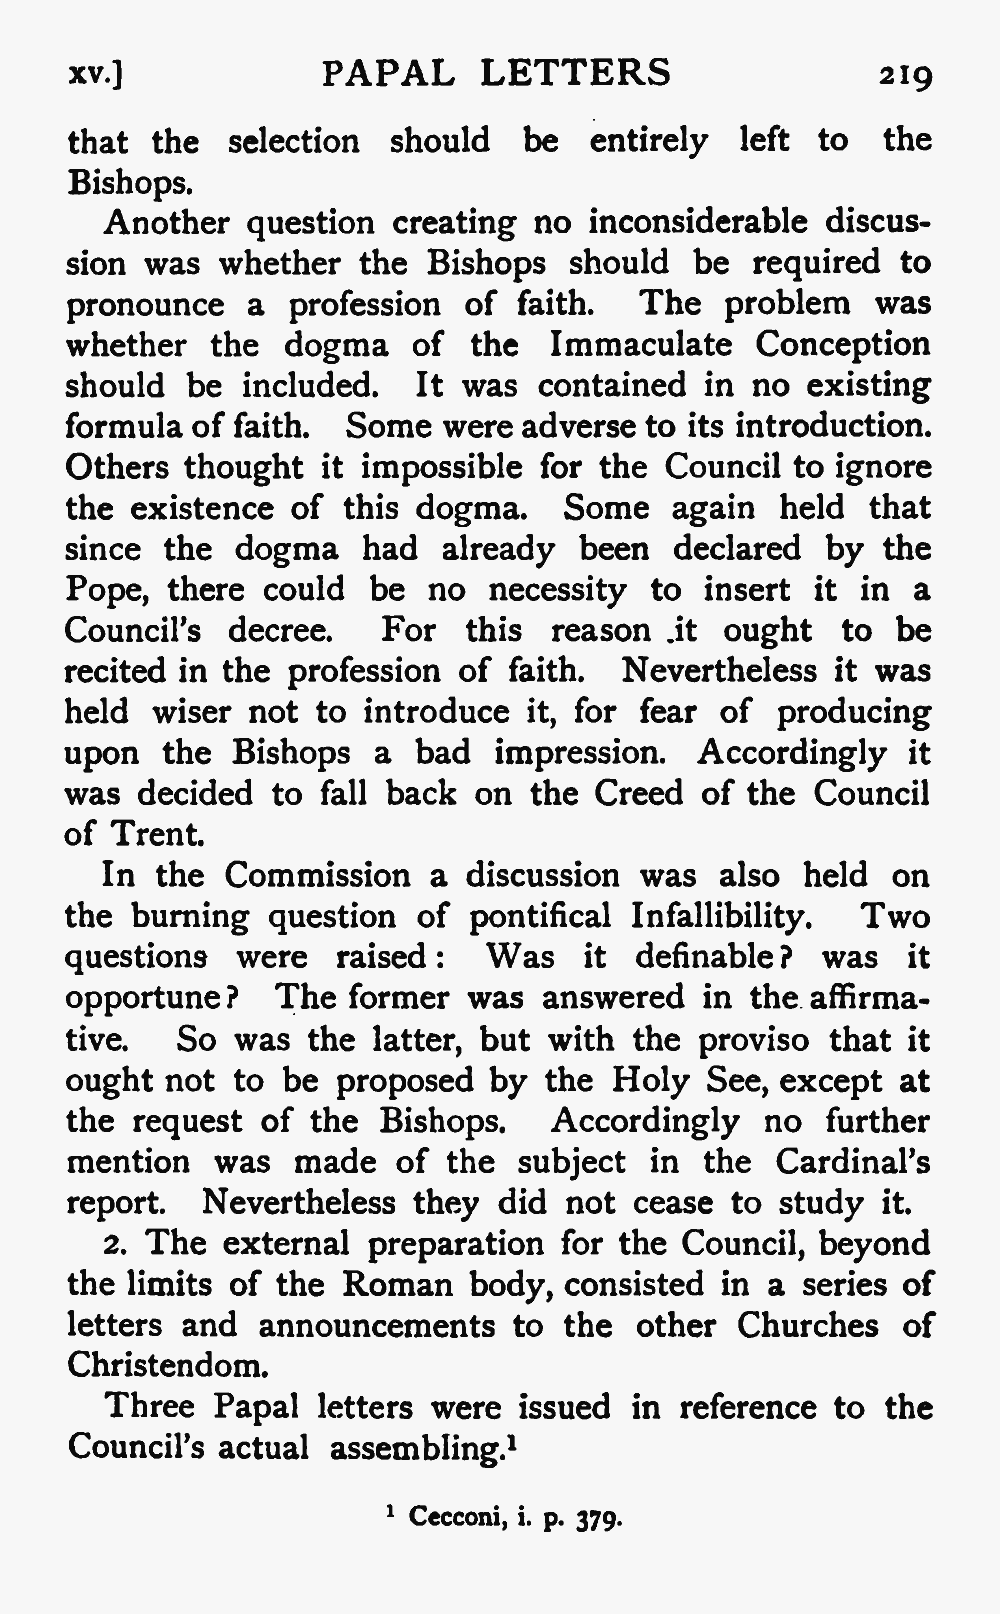 xv.] PAPAL LETTERS 219
that the selection should be entirely left to the
Bishops.
Another question creating no inconsiderable discus-
sion was whether the Bishops should be required to
pronounce a profession of faith. The problem was
whether the dogma of the Immaculate Conception
should be included. It was contained in no existing
formula of faith. Some were adverse to its introduction.
Others thought it impossible for the Council to ignore
the existence of this dogma. Some again held that
since the dogma had already been declared by the
Pope, there could be no necessity to insert it in a
Council's decree. For this reason .it ought to be
recited in the profession of faith. Nevertheless it was
held wiser not to introduce it, for fear of producing
upon the Bishops a bad impression. Accordingly it
was decided to fall back on the Creed of the Council
of Trent.
In the Commission a discussion was also held on
the burning question of pontifical Infallibility. Two
questions were raised: Was it definable? was it
opportune? The former was answered in the affirma-
tive. So was the latter, but with the proviso that it
ought not to be proposed by the Holy See, except at
the request of the Bishops. Accordingly no further
mention was made of the subject in the Cardinal's
report. Nevertheless they did not cease to study it.
2. The external preparation for the Council, beyond
the limits of the Roman body, consisted in a series of
letters and announcements to the other Churches of
Christendom.
Three Papal letters were issued in reference to the
Council's actual assembling.¹
¹ Cecconi, i. p. 379.